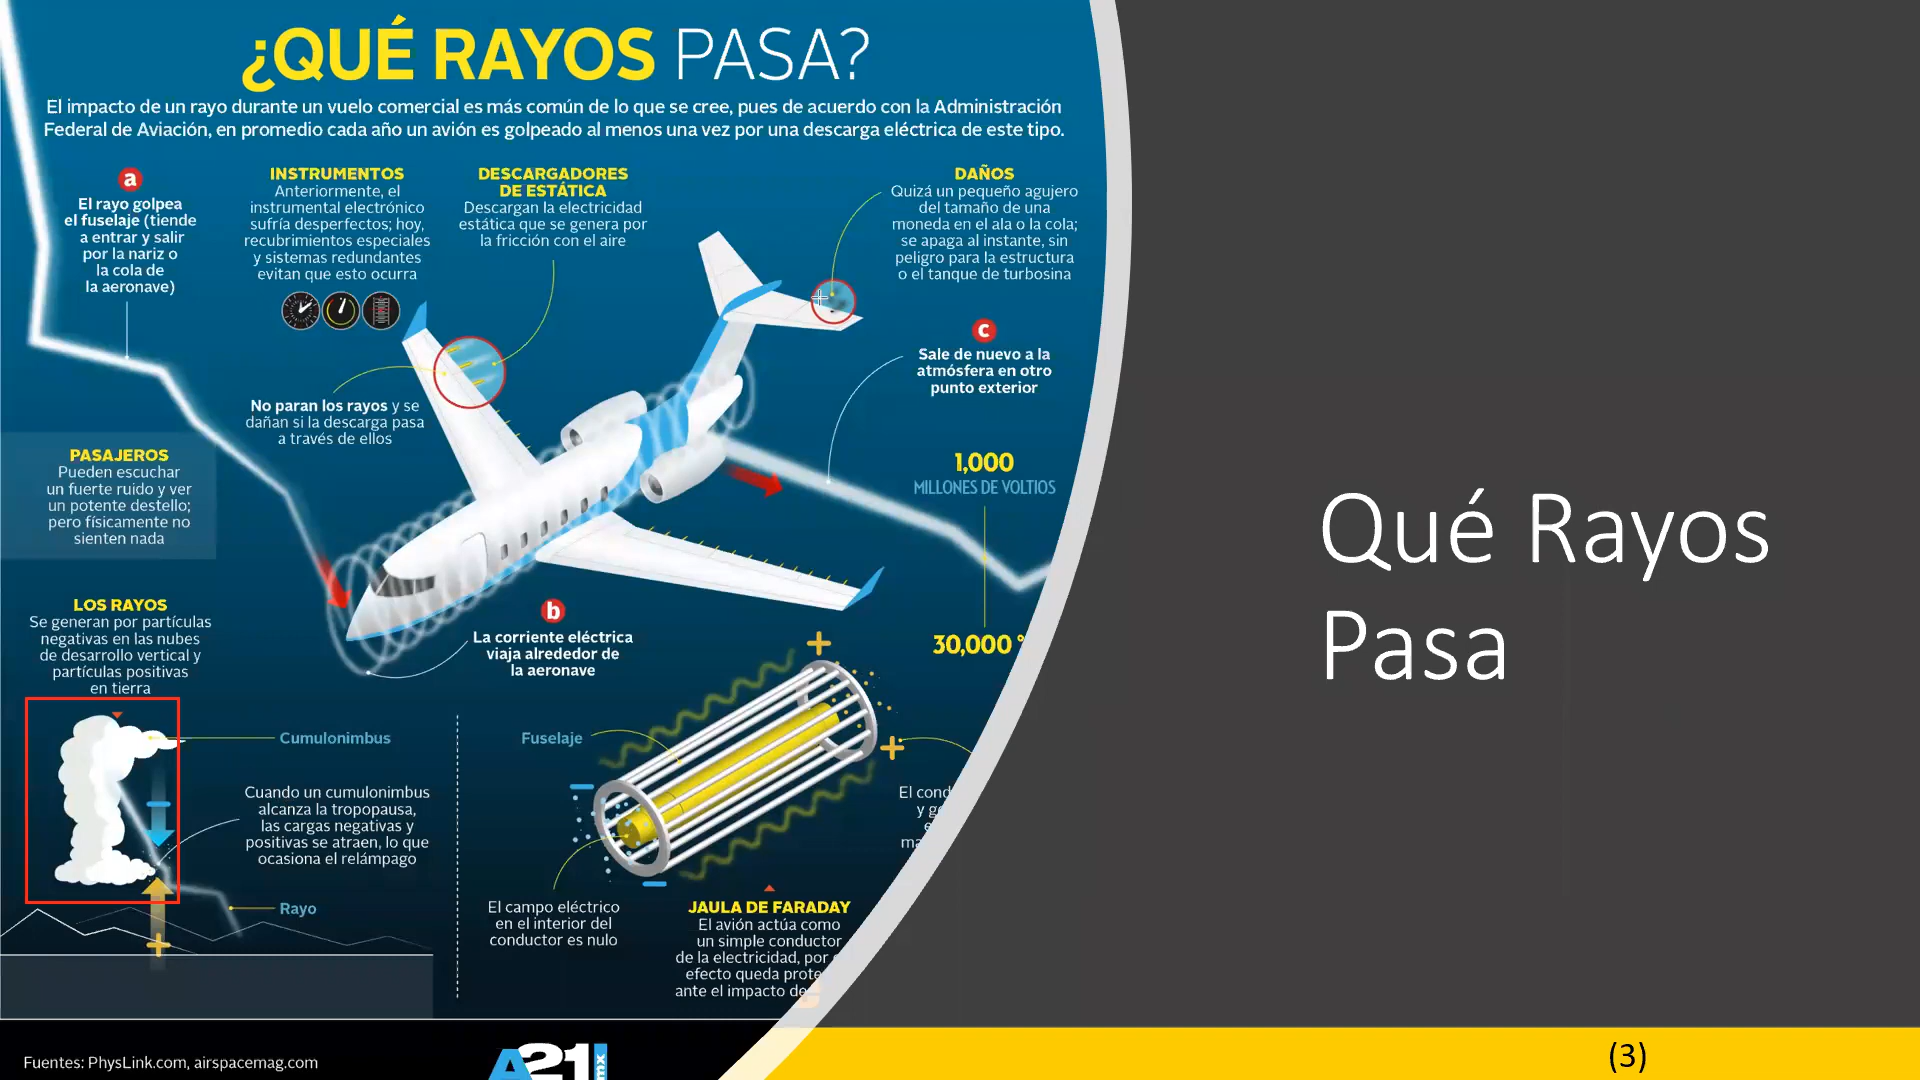 ¿QUÉ RAYOS PASA?
El impacto de un rayo durante un vuelo comercial es más común de lo que se cree, pues de acuerdo con la Administración
Federal de Aviación, en promedio cada año un avión es golpeado al menos una vez por una descarga eléctrica de este tipo.
a
El rayo golpea
el fuselaje (tiende
a entrar y salir
por la nariz o
la cola de
la aeronave)
INSTRUMENTOS
Anteriormente, el
instrumental electrónico
sufría desperfectos; hoy,
recubrimientos especiales
y sistemas redundantes
evitan que esto ocurra
DESCARGADORES
DE ESTÁTICA
Descargan la electricidad
estática que se genera por
la fricción con el aire
DAÑOS
Quizá un pequeño agujero
del tamaño de una
moneda en el ala o la cola;
se apaga al instante, sin
peligro para la estructura
o el tanque de turbosina
c
Sale de nuevo a la
atmósfera en otro
punto exterior
No paran los rayos y se
dañan si la descarga pasa
a través de ellos
PASAJEROS
Pueden escuchar
un fuerte ruido y ver
un potente destello;
pero físicamente no
sienten nada
1,000
MILLONES DE VOLTIOS
30,000
LOS RAYOS
Se generan por partículas
negativas en las nubes
de desarrollo vertical y
partículas positivas
en tierra
b
La corriente eléctrica
viaja alrededor de
la aeronave
Cumulonimbus
Cuando un cumulonimbus
alcanza la tropopausa,
las cargas negativas y
positivas se atraen, lo que
ocasiona el relámpago
Rayo
Fuselaje
El campo eléctrico
en el interior del
conductor es nulo
El
JAULA DE FARADAY
El avión actúa como
un simple conductor
de la electricidad, por
efecto queda
ante el impacto de
Fuentes: PhysLink.com, airspacemag.com
A21mx
Qué Rayos
Pasa
(3)